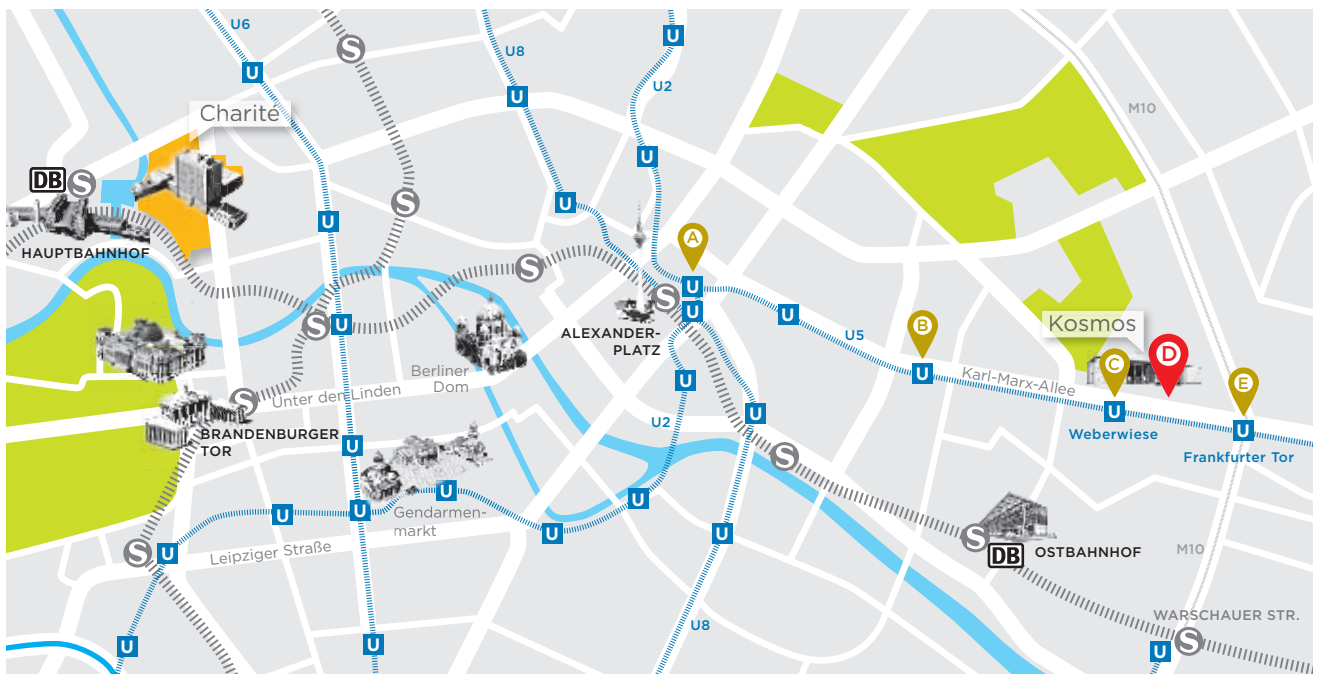 U6
S
U
U8
U
U2
U
M10
Charité
U
DB
S
U
S
U
HAUPTBAHNHOF
A
S
U
S
U
U
ALEXANDER-
PLATZ
S
U
U5
B
U
Kosmos
D
C
E
Karl-Marx-Allee
U
Weberwiese
U
Frankfurter Tor
Berliner
Dom
Unter den Linden
S
BRANDENBURGER
TOR
U
U2
U
U
S
U
U
Gendarmen-
markt
U
U
U
U
Leipziger Straße
S
U
U
S
DB
OSTBAHNHOF
M10
WARSCHAUER STR.
S
U
U8
U
U